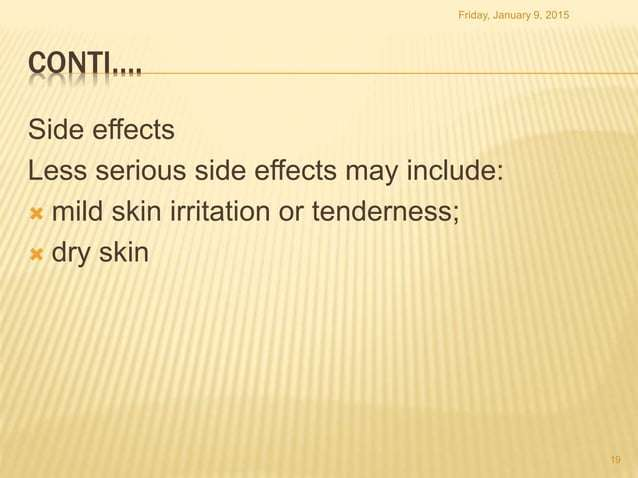 Friday, January 9, 2015
CONTI....
Side effects
Less serious side effects may include:
mild skin irritation or tenderness;
dry skin
19